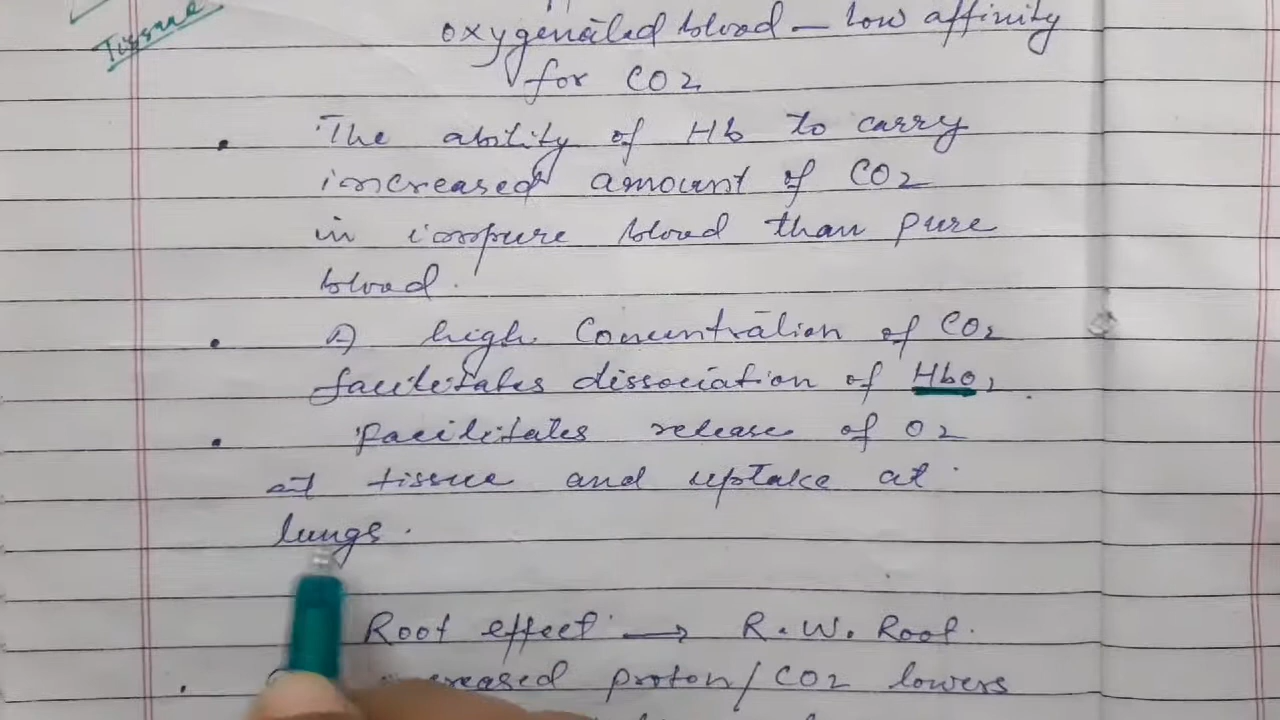 Tissue
oxygenated blood – low affinity
for CO2
• The ability of Hb to carry
increased amount of CO2
in impure blood than pure
blood.
• A high concentration of CO2
facilitates dissociation of HbO2.
• Facilitates release of O2
at tissue and uptake at
lungs.
Root effect → R.W. Root.
• proton/CO2 lowers